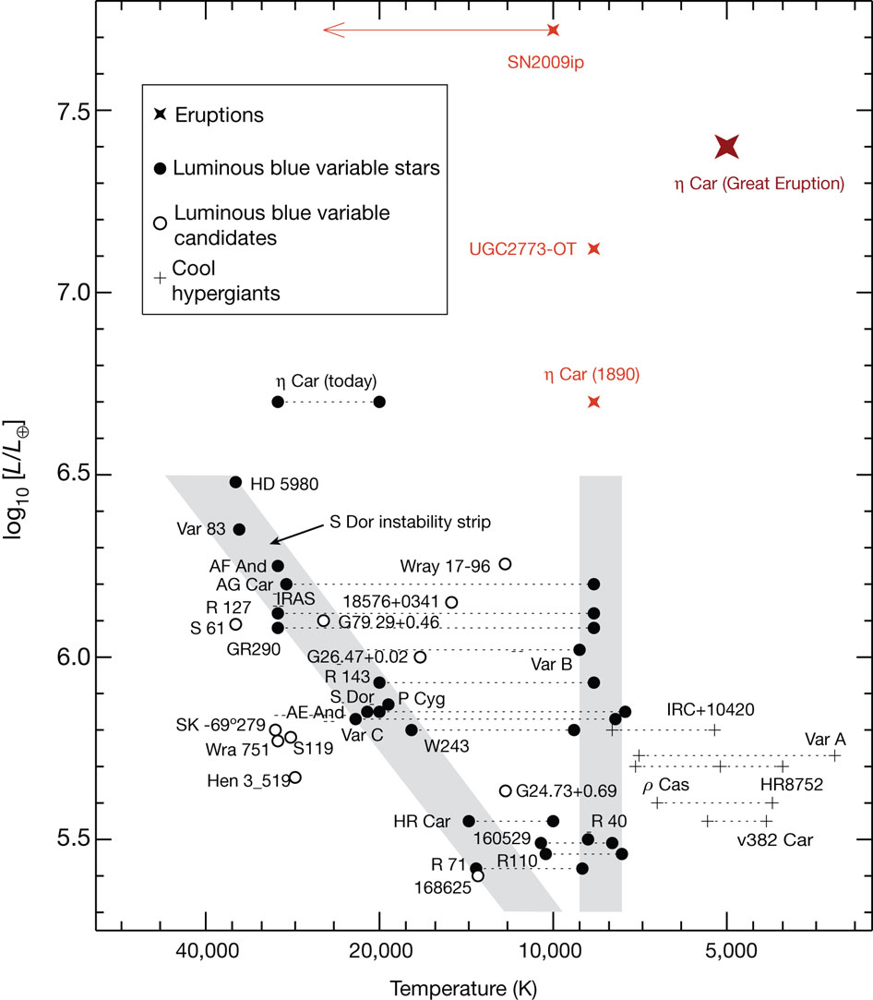 SN2009ip
7.5
Eruptions
Luminous blue variable stars
Luminous blue variable
candidates
Cool
hypergiants
η Car (Great Eruption)
UGC2773-OT
7.0
η Car (today)
η Car (1890)
6.5
HD 5980
S Dor instability strip
Var 83
AF And
Wray 17-96
AG Car
IRAS
18576+0341
R 127
S 61
G79.29+0.46
GR290
6.0
G26.47+0.02
Var B
R 143
S Dor
P Cyg
AE And
IRC+10420
SK -69º279
Var C
Var A
Wra 751
S119
W243
Hen 3_519
G24.73+0.69
ρ Cas
HR8752
HR Car
R 40
5.5
160529
v382 Car
R 71
R110
168625
40,000
20,000
10,000
5,000
Temperature (K)
log10 [L/L⊕]